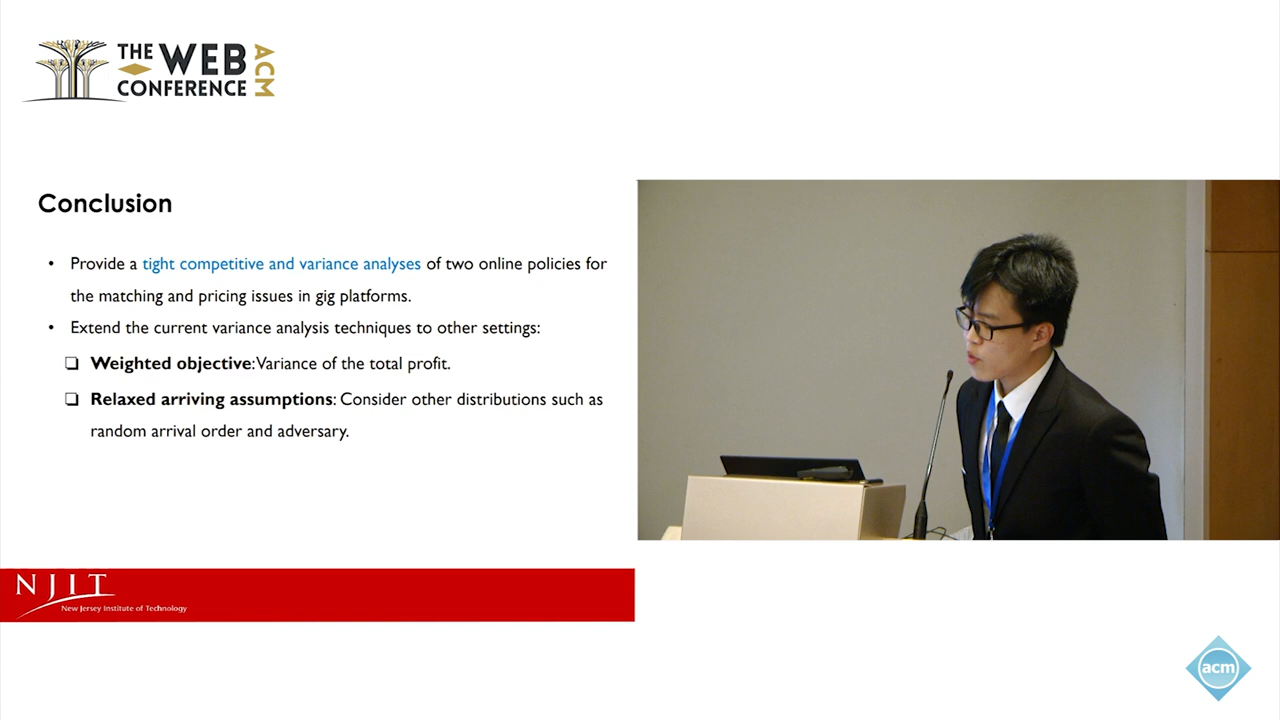 THE WEB
CONFERENCE
ACM
Conclusion
• Provide a tight competitive and variance analyses of two online policies for
the matching and pricing issues in gig platforms.
• Extend the current variance analysis techniques to other settings:
❑ Weighted objective: Variance of the total profit.
❑ Relaxed arriving assumptions: Consider other distributions such as
random arrival order and adversary.
NJIT
New Jersey Institute of Technology
acm